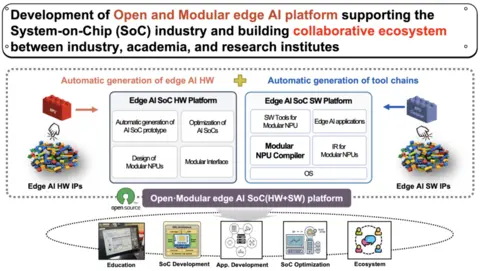 Development of Open and Modular edge AI platform supporting the
System-on-Chip (SoC) industry and building collaborative ecosystem
between industry, academia, and research institutes
Automatic generation of edge AI HW
Automatic generation of tool chains
Edge AI SoC HW Platform
Automatic generation of
AI SoC prototype
Optimization of
AI SoCs
Design of
Modular NPUs
Modular Interface
Edge AI SoC SW Platform
SW Tools for
Modular NPU
Edge AI applications
Modular
NPU Compiler
IR for
Modular NPUs
OS
Edge AI HW IPs
Edge AI SW IPs
open source
Open·Modular edge AI SoC(HW+SW) platform
Education
SoC Development
App. Development
SoC Optimization
Ecosystem